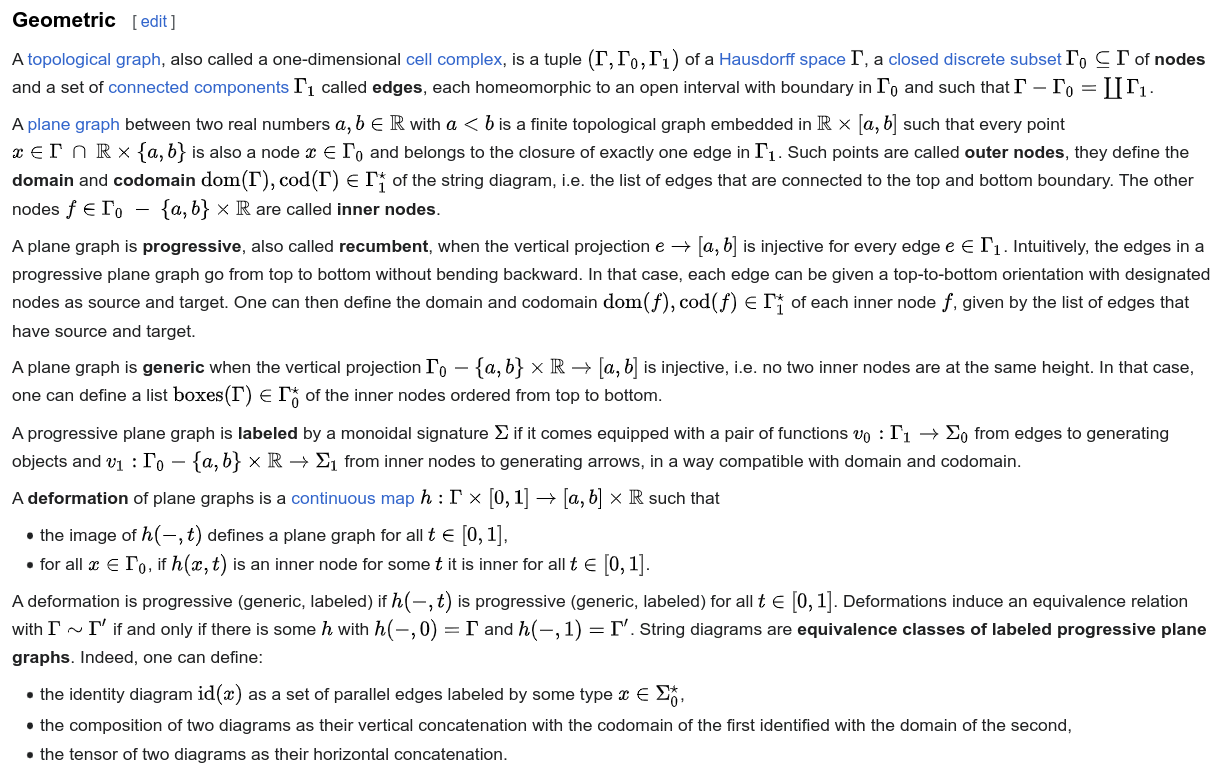 Geometric [ edit ]
A topological graph, also called a one-dimensional cell complex, is a tuple (Γ, Γ₀, Γ₁) of a Hausdorff space Γ, a closed discrete subset Γ₀ ⊆ Γ of nodes
and a set of connected components Γ₁ called edges, each homeomorphic to an open interval with boundary in Γ₀ and such that Γ − Γ₀ = ∐ Γ₁.
A plane graph between two real numbers a, b ∈ ℝ with a < b is a finite topological graph embedded in ℝ × [a, b] such that every point
x ∈ Γ ∩ ℝ × {a, b} is also a node x ∈ Γ₀ and belongs to the closure of exactly one edge in Γ₁. Such points are called outer nodes, they define the
domain and codomain dom(Γ), cod(Γ) ∈ Γ₁⋆ of the string diagram, i.e. the list of edges that are connected to the top and bottom boundary. The other
nodes f ∈ Γ₀ − {a, b} × ℝ are called inner nodes.
A plane graph is progressive, also called recumbent, when the vertical projection e → [a, b] is injective for every edge e ∈ Γ₁. Intuitively, the edges in a
progressive plane graph go from top to bottom without bending backward. In that case, each edge can be given a top-to-bottom orientation with designated
nodes as source and target. One can then define the domain and codomain dom(f), cod(f) ∈ Γ₁⋆ of each inner node f, given by the list of edges that
have source and target.
A plane graph is generic when the vertical projection Γ₀ − {a, b} × ℝ → [a, b] is injective, i.e. no two inner nodes are at the same height. In that case,
one can define a list boxes(Γ) ∈ Γ₀⋆ of the inner nodes ordered from top to bottom.
A progressive plane graph is labeled by a monoidal signature Σ if it comes equipped with a pair of functions v₀ : Γ₁ → Σ₀ from edges to generating
objects and v₁ : Γ₀ − {a, b} × ℝ → Σ₁ from inner nodes to generating arrows, in a way compatible with domain and codomain.
A deformation of plane graphs is a continuous map h : Γ × [0, 1] → [a, b] × ℝ such that
• the image of h(−, t) defines a plane graph for all t ∈ [0, 1],
• for all x ∈ Γ₀, if h(x, t) is an inner node for some t it is inner for all t ∈ [0, 1].
A deformation is progressive (generic, labeled) if h(−, t) is progressive (generic, labeled) for all t ∈ [0, 1]. Deformations induce an equivalence relation
with Γ ∼ Γ′ if and only if there is some h with h(−, 0) = Γ and h(−, 1) = Γ′. String diagrams are equivalence classes of labeled progressive plane
graphs. Indeed, one can define:
• the identity diagram id(x) as a set of parallel edges labeled by some type x ∈ Σ₀⋆,
• the composition of two diagrams as their vertical concatenation with the codomain of the first identified with the domain of the second,
• the tensor of two diagrams as their horizontal concatenation.